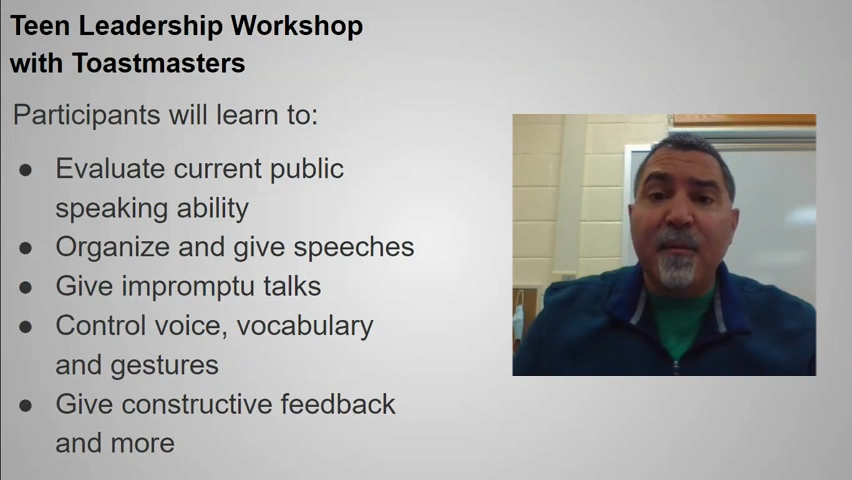 Teen Leadership Workshop
with Toastmasters
Participants will learn to:
● Evaluate current public
speaking ability
● Organize and give speeches
● Give impromptu talks
● Control voice, vocabulary
and gestures
● Give constructive feedback
and more